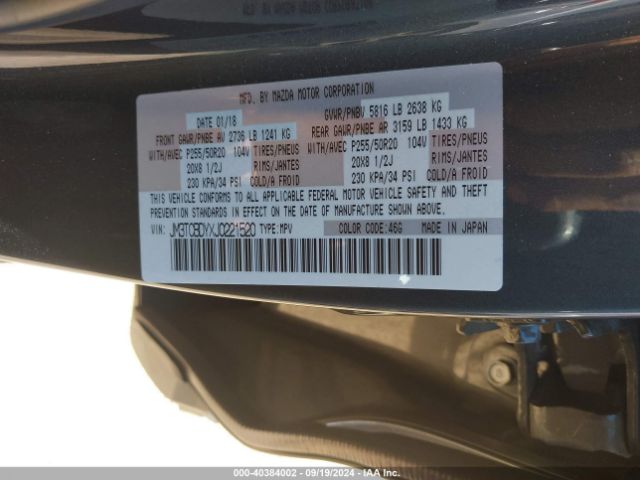 MFD. BY MAZDA MOTOR CORPORATION
DATE 01/18 GVWR/PNBV 5816 LB 2638 KG
FRONT GAWR/PNBE AV 2736 LB 1241 KG REAR GAWR/PNBE AR 3159 LB 1433 KG
WITH/AVEC P255/50R20 104V TIRES/PNEUS WITH/AVEC P255/50R20 104V TIRES/PNEUS
20X8 1/2J RIMS/JANTES 20X8 1/2J RIMS/JANTES
230 KPA/34 PSI COLD/A FROID 230 KPA/34 PSI COLD/A FROID
THIS VEHICLE CONFORMS TO ALL APPLICABLE FEDERAL MOTOR VEHICLE SAFETY AND THEFT
PREVENTION STANDARDS IN EFFECT ON THE DATE OF MANUFACTURE SHOWN ABOVE.
VIN: JM3TCBDYXJ0221520 TYPE:MPV COLOR CODE:46G MADE IN JAPAN
000-40384002 - 09/19/2024 - IAA Inc.